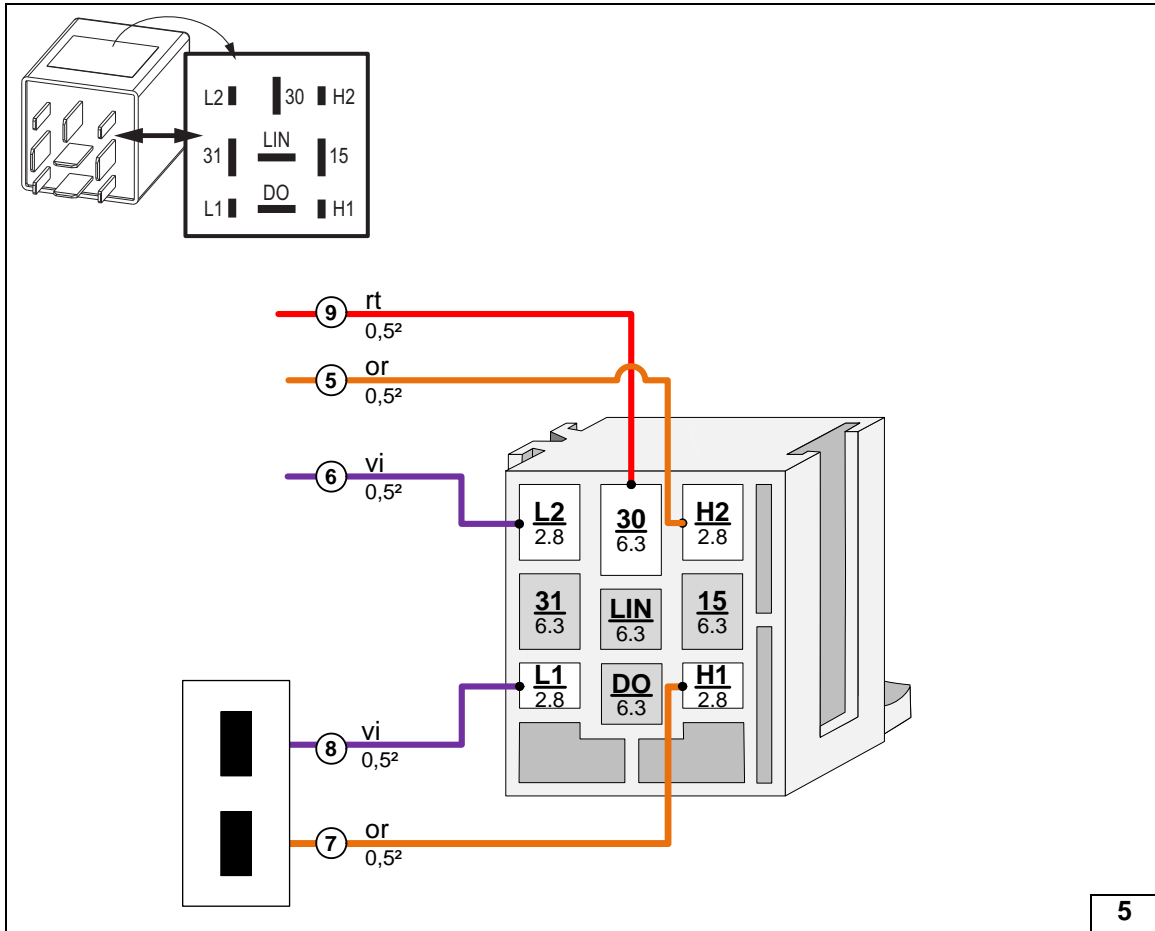 L2 30 H2
31 LIN 15
L1 DO H1
9 rt
0,5²
5 or
0,5²
6 vi
0,5²
L2 30 H2
2.8 6.3 2.8
31 LIN 15
6.3 6.3 6.3
L1 DO H1
2.8 6.3 2.8
8 vi
0,5²
7 or
0,5²
5